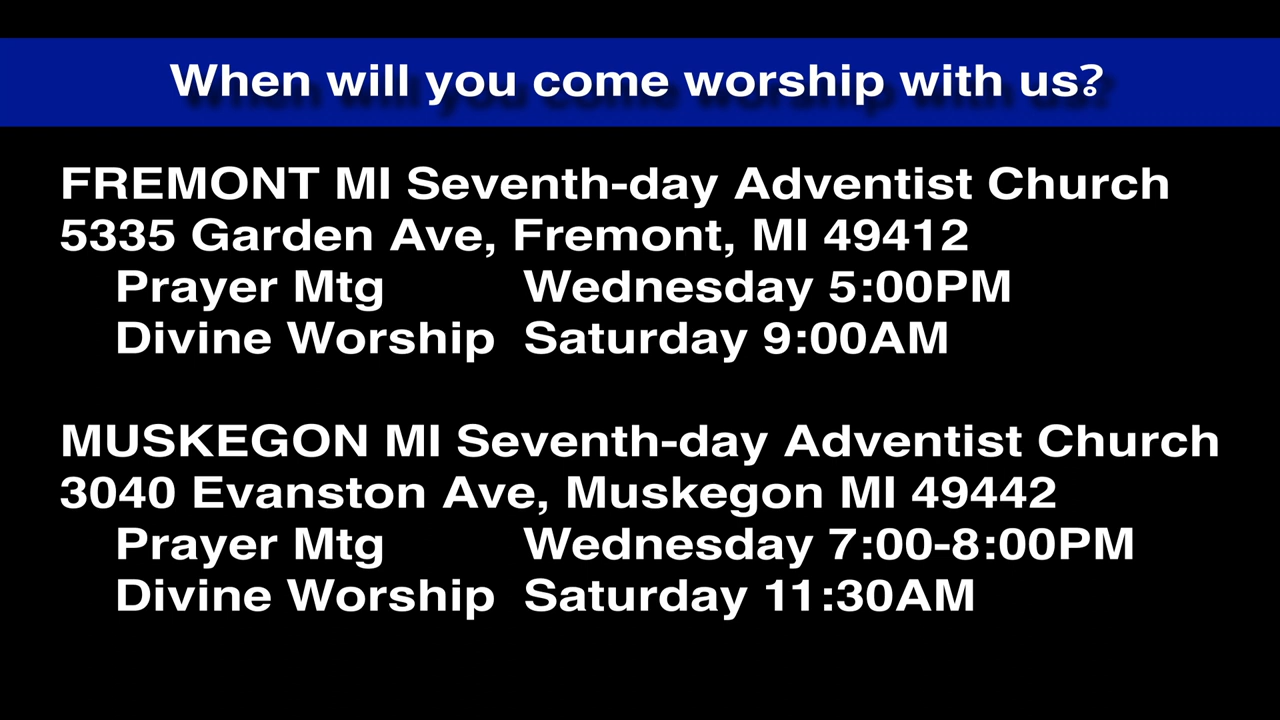 When will you come worship with us?
FREMONT MI Seventh-day Adventist Church
5335 Garden Ave, Fremont, MI 49412
Prayer Mtg Wednesday 5:00PM
Divine Worship Saturday 9:00AM
MUSKEGON MI Seventh-day Adventist Church
3040 Evanston Ave, Muskegon MI 49442
Prayer Mtg Wednesday 7:00-8:00PM
Divine Worship Saturday 11:30AM